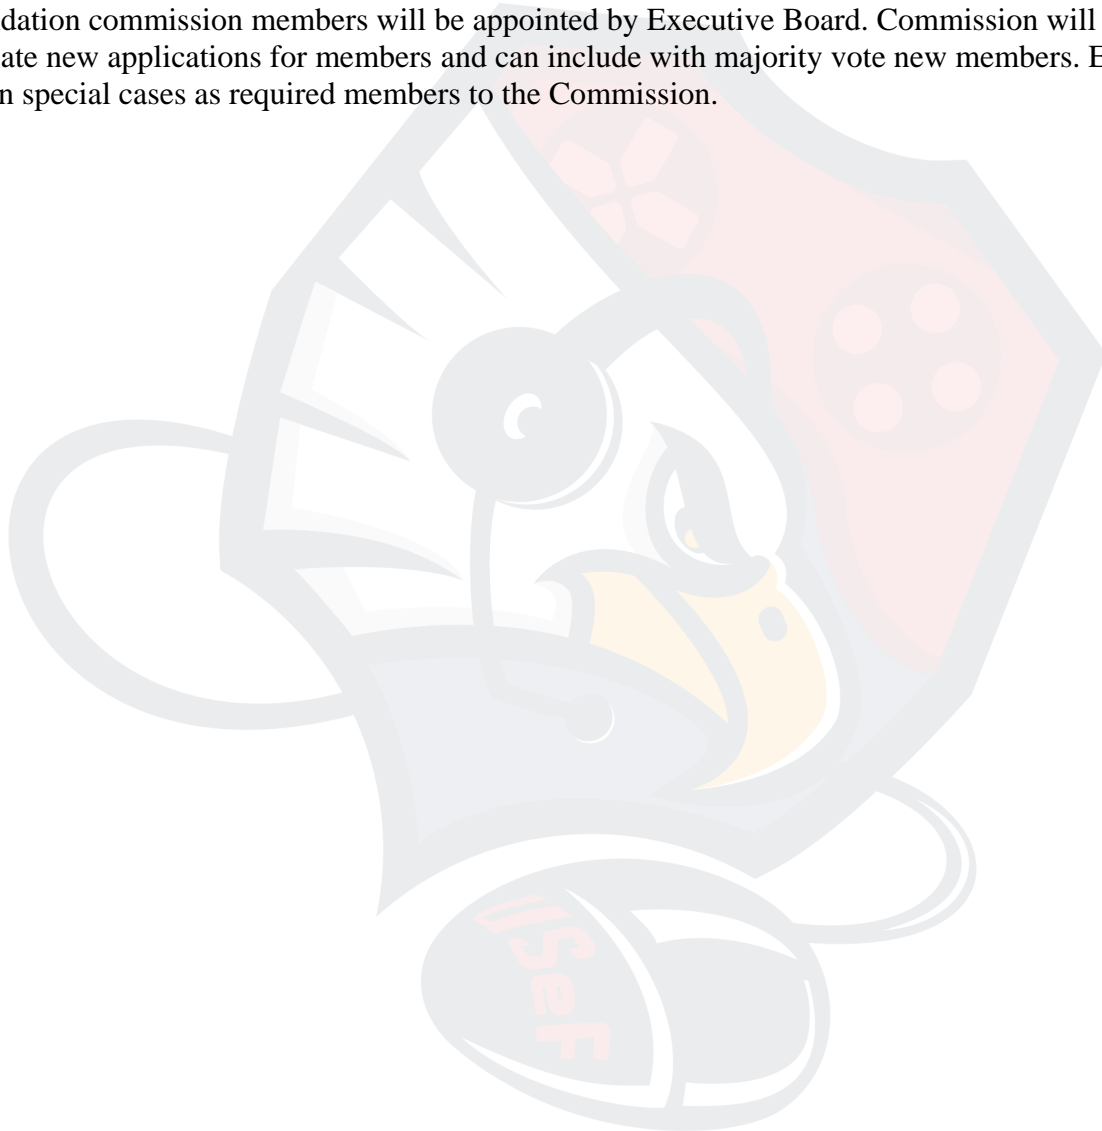 dation commission members will be appointed by Executive Board. Commission will
ate new applications for members and can include with majority vote new members. E
n special cases as required members to the Commission.
USeF